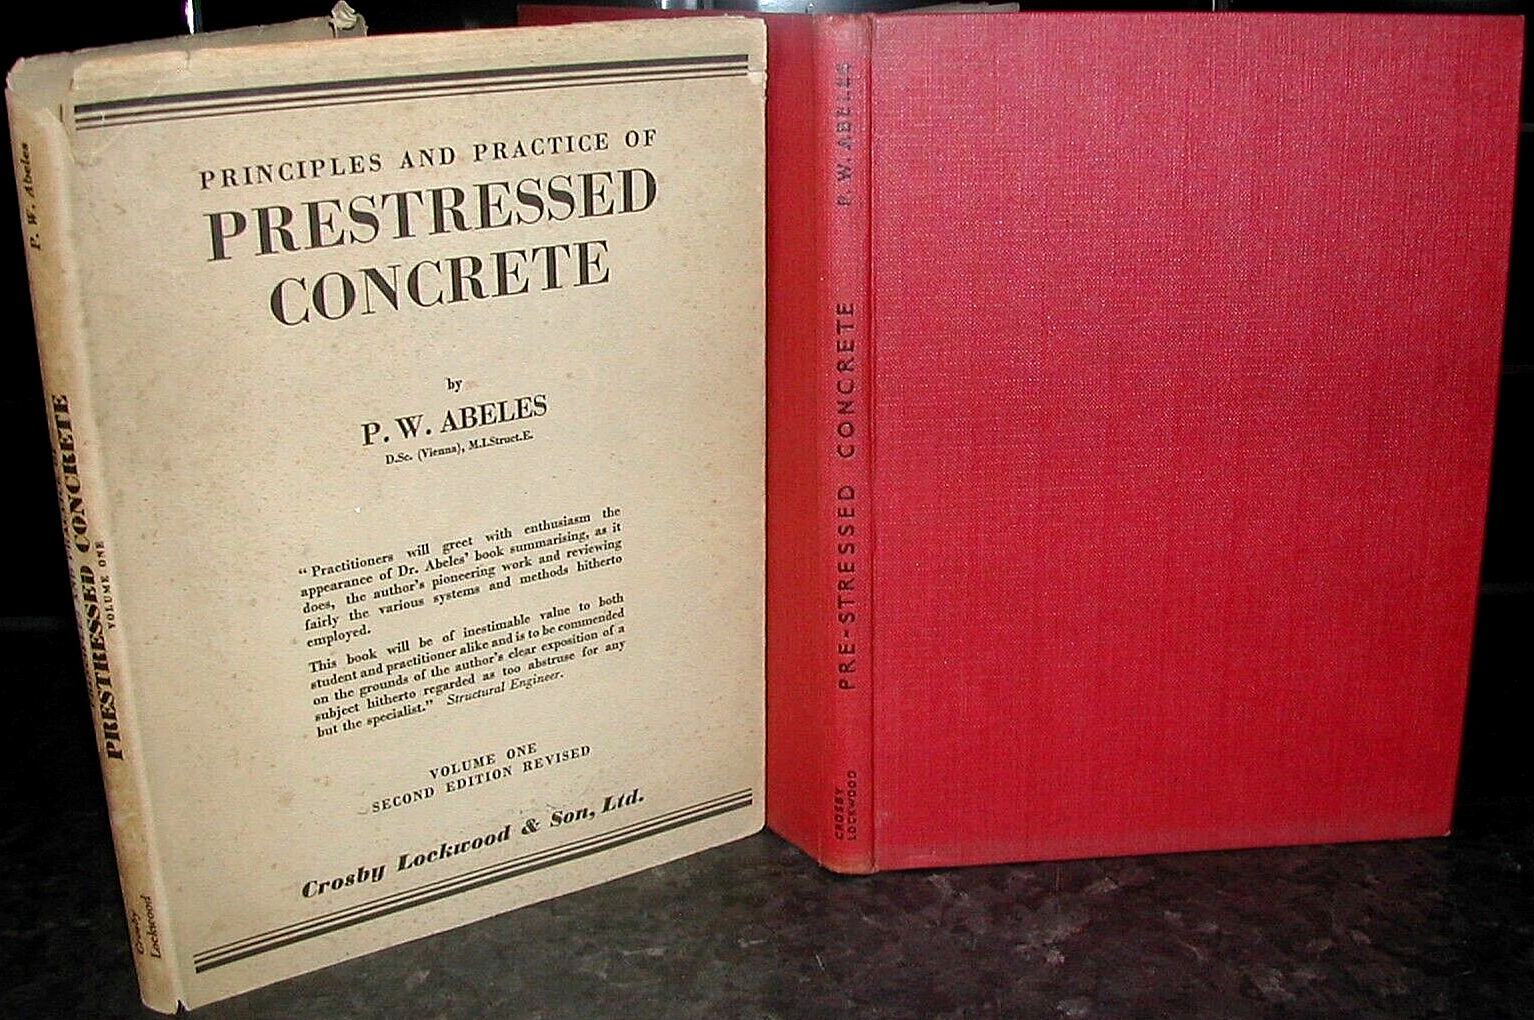 P. W. Abeles
PRESTRESSED CONCRETE
VOLUME ONE
Crosby
Lockwood
PRINCIPLES AND PRACTICE OF
PRESTRESSED
CONCRETE
by
P. W. ABELES
D.Sc. (Vienna), M.I.Struct.E.
“ Practitioners will greet with enthusiasm the
appearance of Dr. Abeles’ book summarising, as it
does, the author’s pioneering work and reviewing
fairly the various systems and methods hitherto
employed.
This book will be of inestimable value to both
student and practitioner alike and is to be commended
on the grounds of the author’s clear exposition of a
subject hitherto regarded as too abstruse for any
but the specialist.” Structural Engineer.
VOLUME ONE
SECOND EDITION REVISED
Crosby Lockwood & Son, Ltd.
P. W. ABELES
PRE-STRESSED CONCRETE
CROSBY
LOCKWOOD